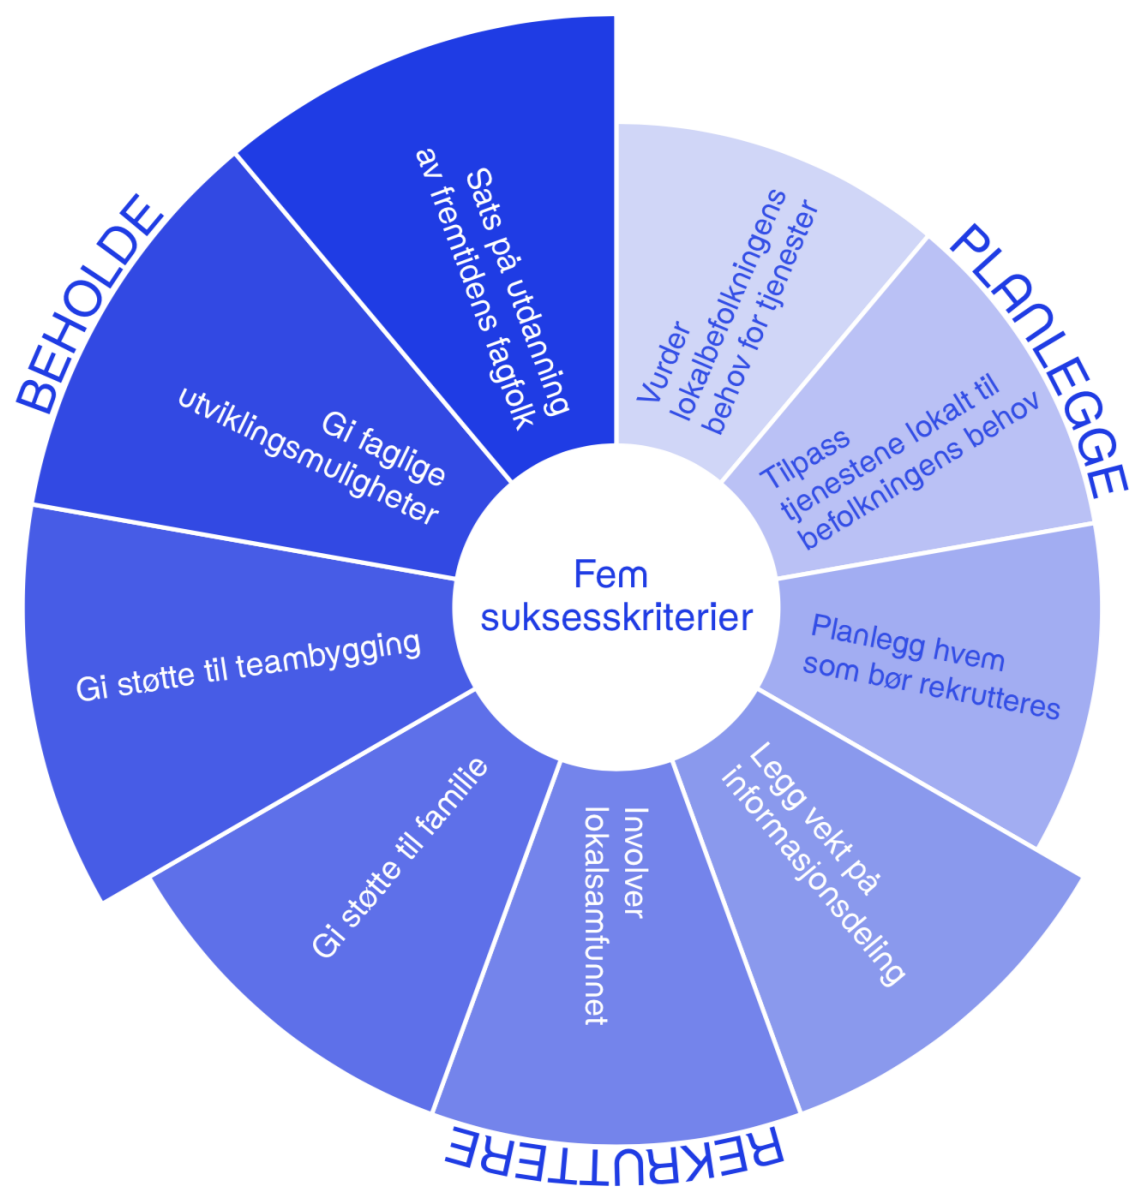 Fem
suksesskriterier
PLANLEGGE
Vurder
lokalbefolkningens
behov for tjenester
Tilpass
tjenestene lokalt til
befolkningens behov
Planlegg hvem
som bør rekrutteres
REKRUTTERE
Legg vekt på
informasjonsdeling
Involver
lokalsamfunnet
Gi støtte til familie
BEHOLDE
Gi støtte til teambygging
Gi faglige
utviklingsmuligheter
Sats på utdanning
av fremtidens fagfolk